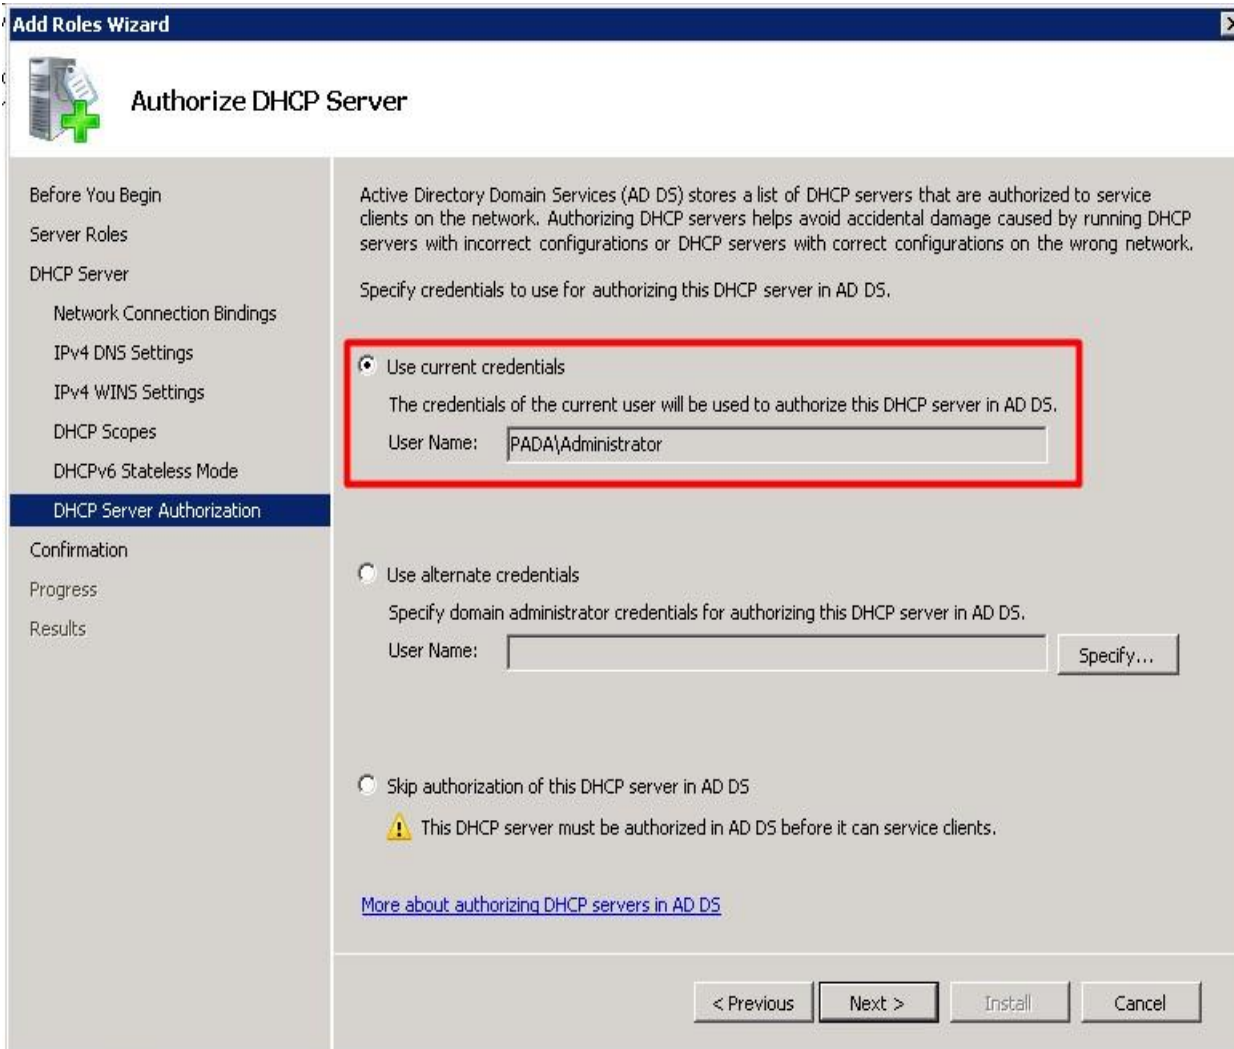 Add Roles Wizard
Authorize DHCP Server
Before You Begin
Server Roles
DHCP Server
Network Connection Bindings
IPv4 DNS Settings
IPv4 WINS Settings
DHCP Scopes
DHCPv6 Stateless Mode
DHCP Server Authorization
Confirmation
Progress
Results
Active Directory Domain Services (AD DS) stores a list of DHCP servers that are authorized to service
clients on the network. Authorizing DHCP servers helps avoid accidental damage caused by running DHCP
servers with incorrect configurations or DHCP servers with correct configurations on the wrong network.
Specify credentials to use for authorizing this DHCP server in AD DS.
Use current credentials
The credentials of the current user will be used to authorize this DHCP server in AD DS.
User Name: PADA\Administrator
Use alternate credentials
Specify domain administrator credentials for authorizing this DHCP server in AD DS.
User Name:
Specify...
Skip authorization of this DHCP server in AD DS
This DHCP server must be authorized in AD DS before it can service clients.
More about authorizing DHCP servers in AD DS
< Previous Next > Install Cancel